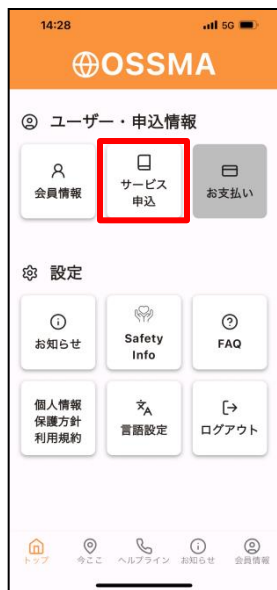 14:28
5G
OSSMA
ユーザー・申込情報
会員情報
サービス
申込
お支払い
設定
お知らせ
Safety
Info
FAQ
個人情報
保護方針
利用規約
言語設定
ログアウト
トップ
今ここ
ヘルプライン
お知らせ
会員情報